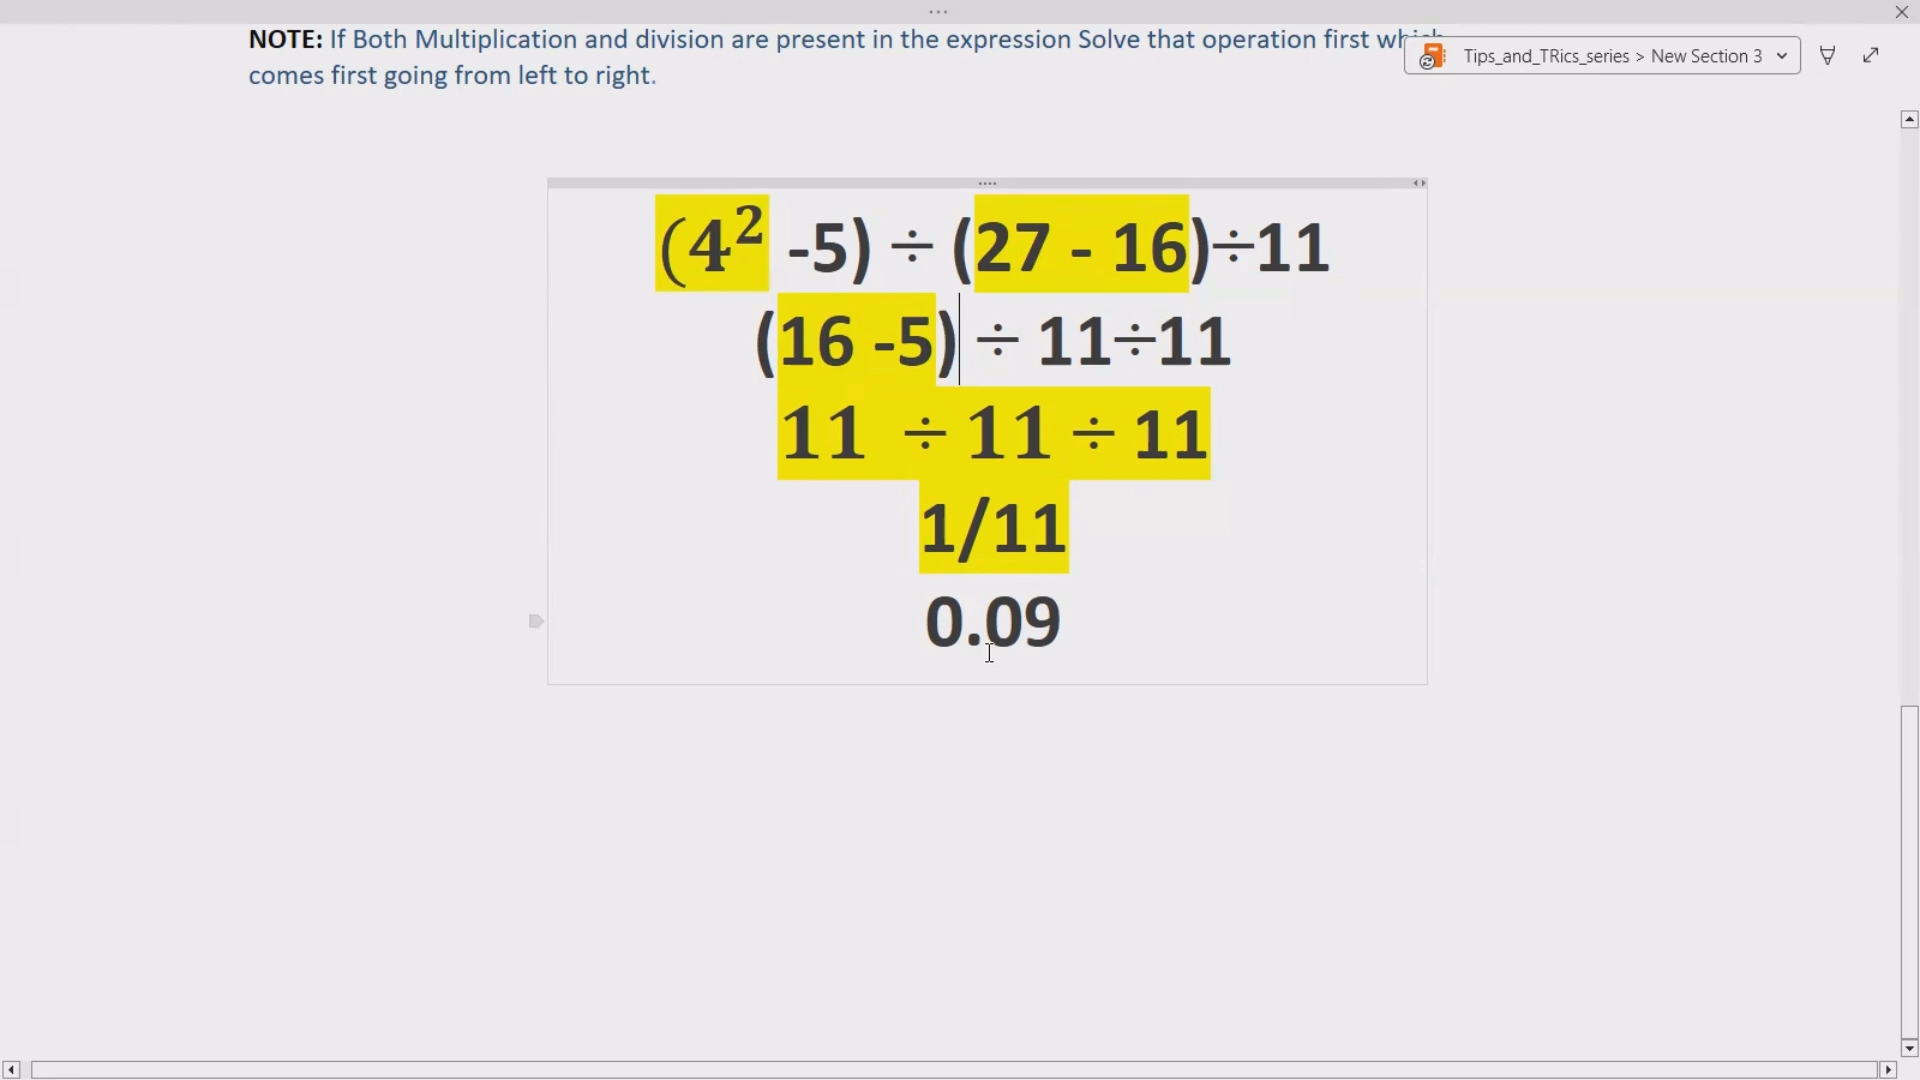 NOTE: If Both Multiplication and division are present in the expression Solve that operation first which
comes first going from left to right.
Tips_and_TRics_series > New Section 3
(4² -5) ÷ (27 - 16)÷11
(16 -5) ÷ 11÷11
11 ÷ 11 ÷ 11
1/11
0.09